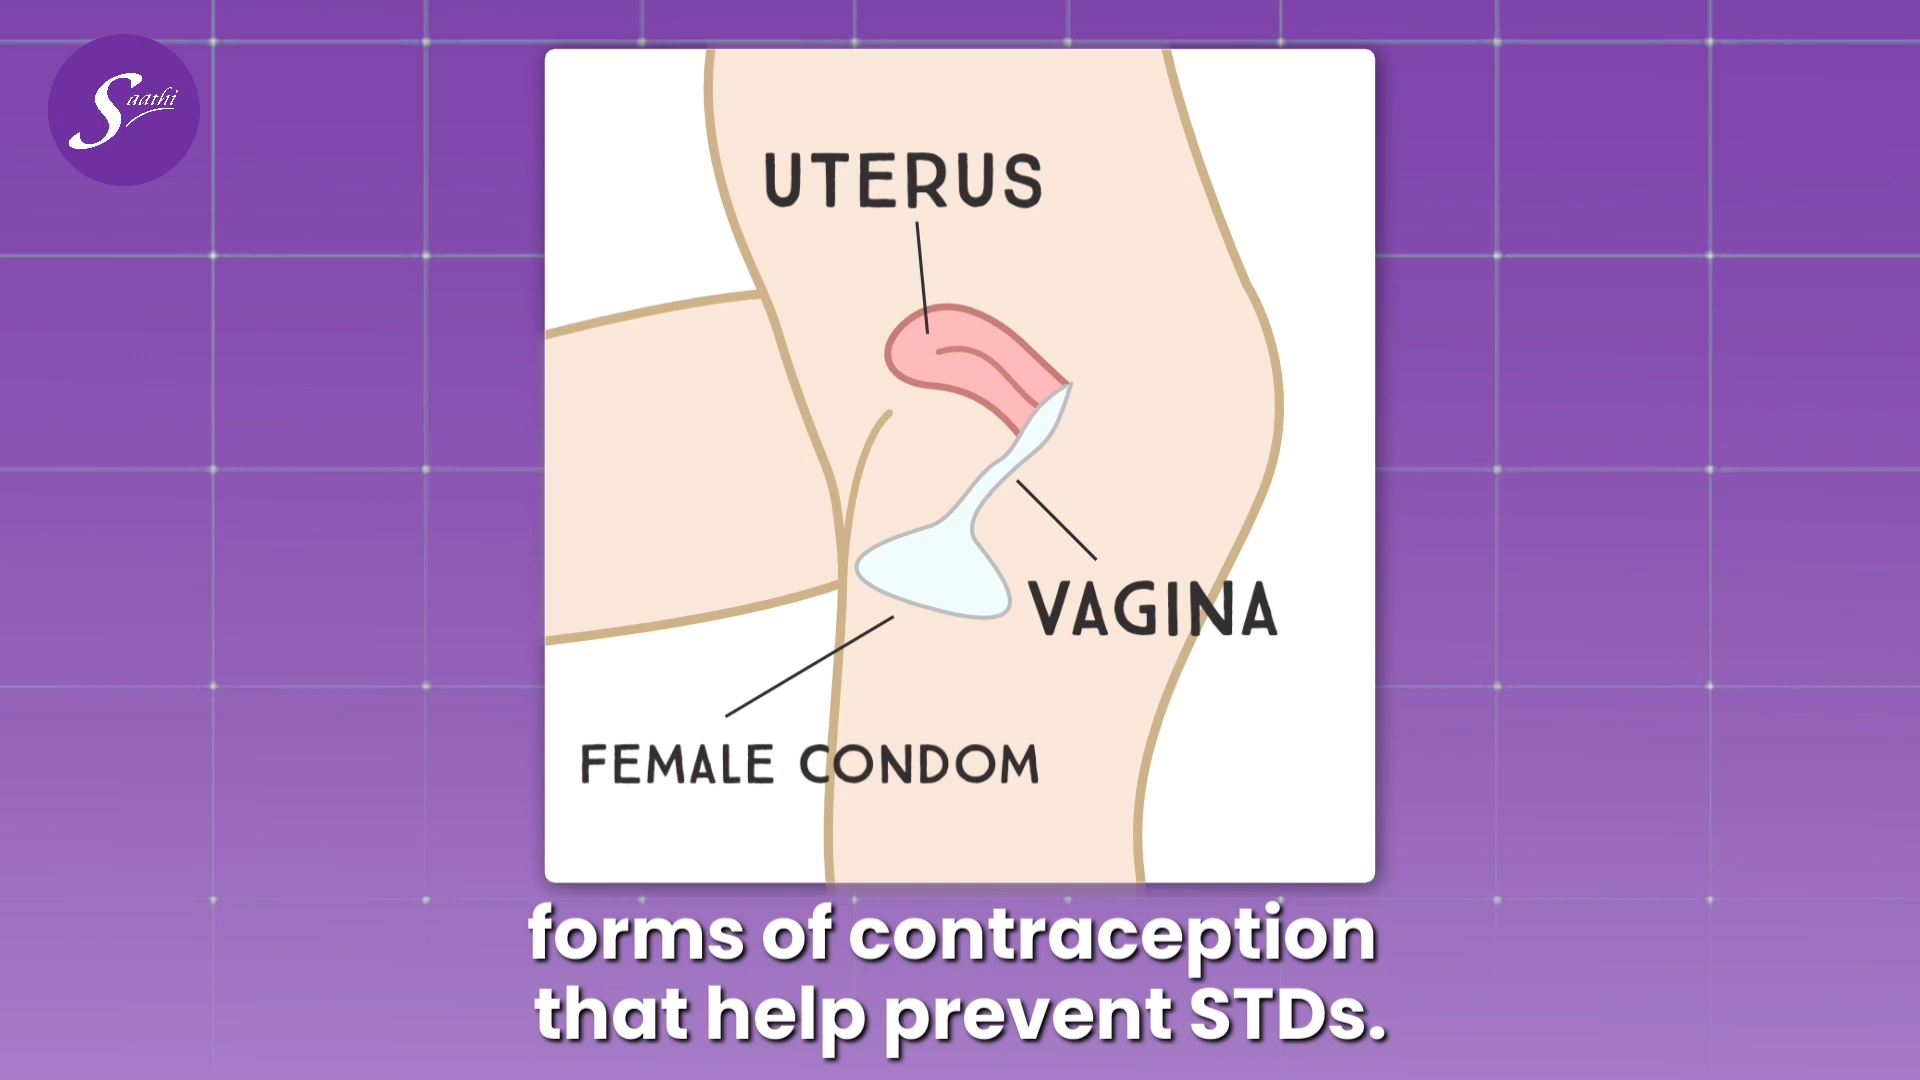 Saathi
UTERUS
VAGINA
FEMALE CONDOM
forms of contraception
that help prevent STDs.